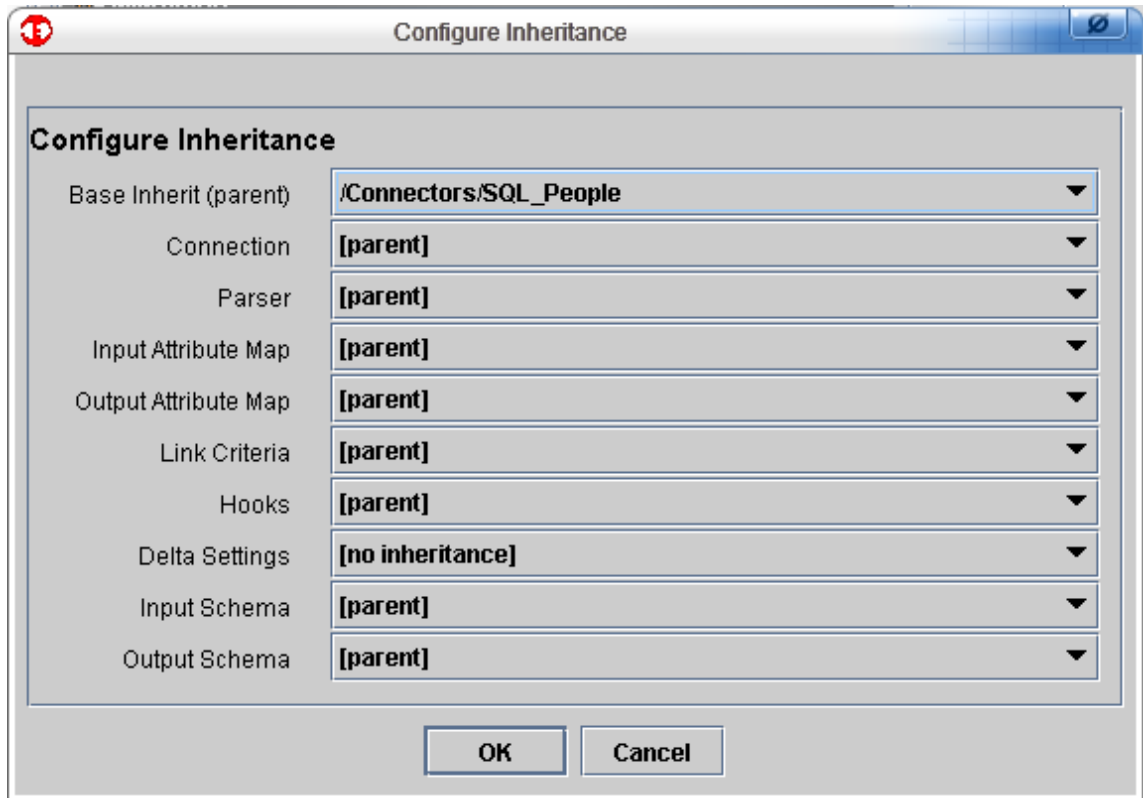 Configure Inheritance
Configure Inheritance
Base Inherit (parent) /Connectors/SQL_People
Connection [parent]
Parser [parent]
Input Attribute Map [parent]
Output Attribute Map [parent]
Link Criteria [parent]
Hooks [parent]
Delta Settings [no inheritance]
Input Schema [parent]
Output Schema [parent]
OK Cancel